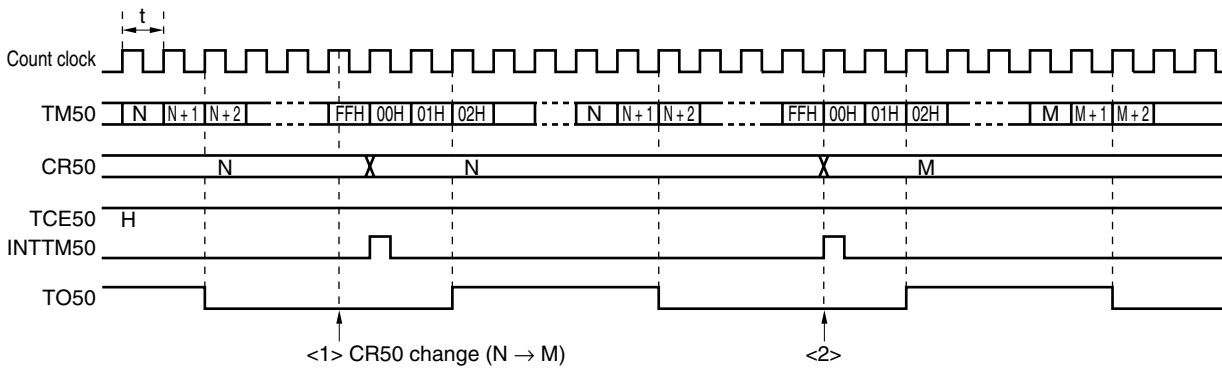 t
Count clock
TM50 N N + 1 N + 2 FFH 00H 01H 02H N N + 1 N + 2 FFH 00H 01H 02H M M + 1 M + 2
CR50 N N M
TCE50 H
INTTM50
TO50
<1> CR50 change (N → M) <2>